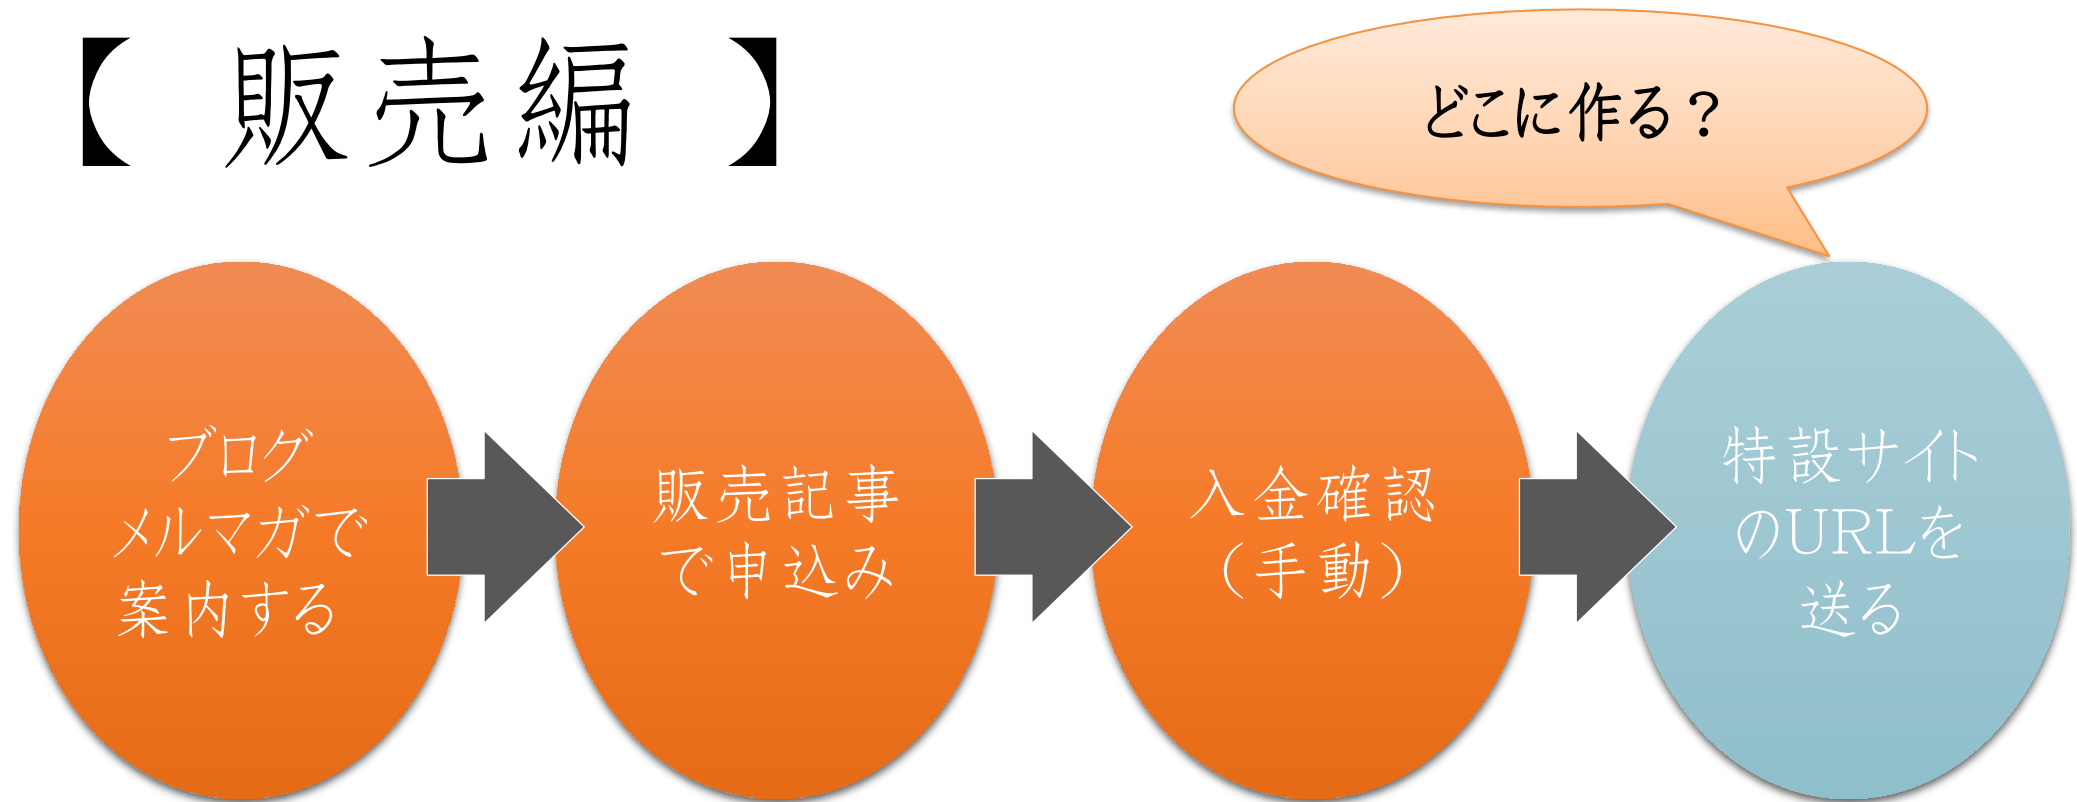 【 販売編 】
どこに作る？
ブログ
メルマガで
案内する
販売記事
で申込み
入金確認
（手動）
特設サイト
のURLを
送る